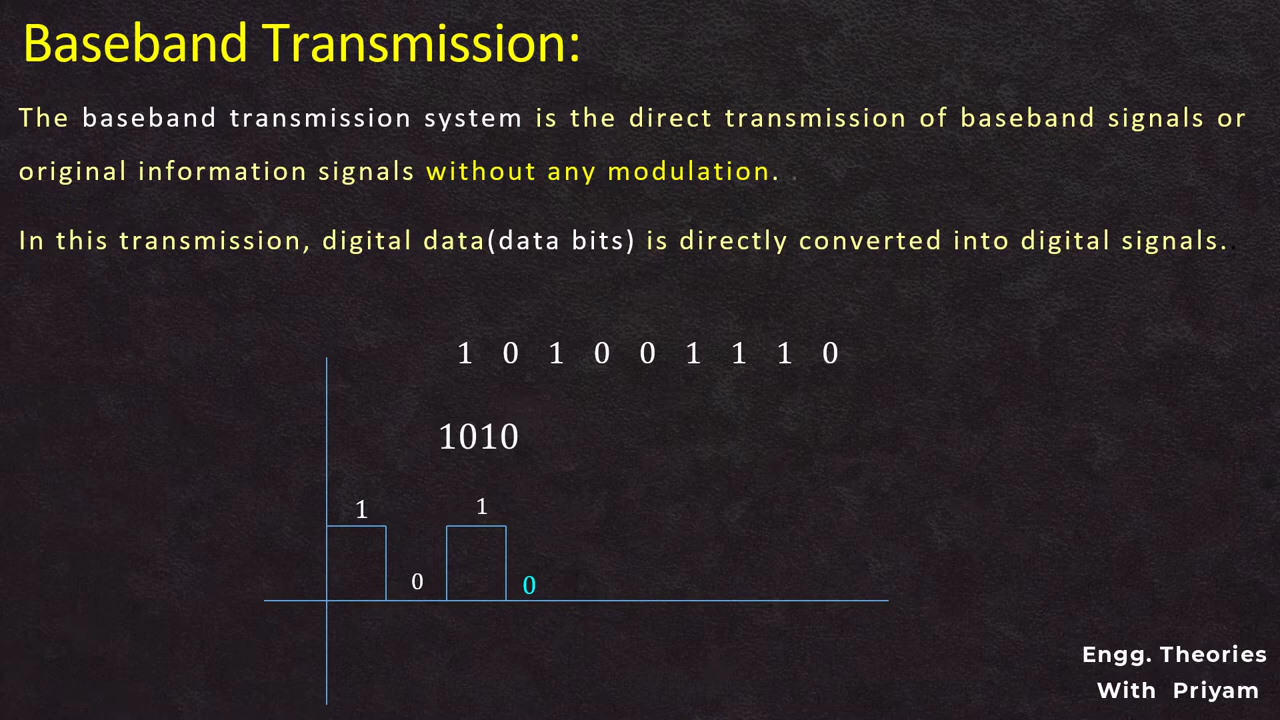 Baseband Transmission:
The baseband transmission system is the direct transmission of baseband signals or
original information signals without any modulation.
In this transmission, digital data(data bits) is directly converted into digital signals.
1 0 1 0 0 1 1 1 0
1010
1 1
0 0
Engg. Theories
With Priyam